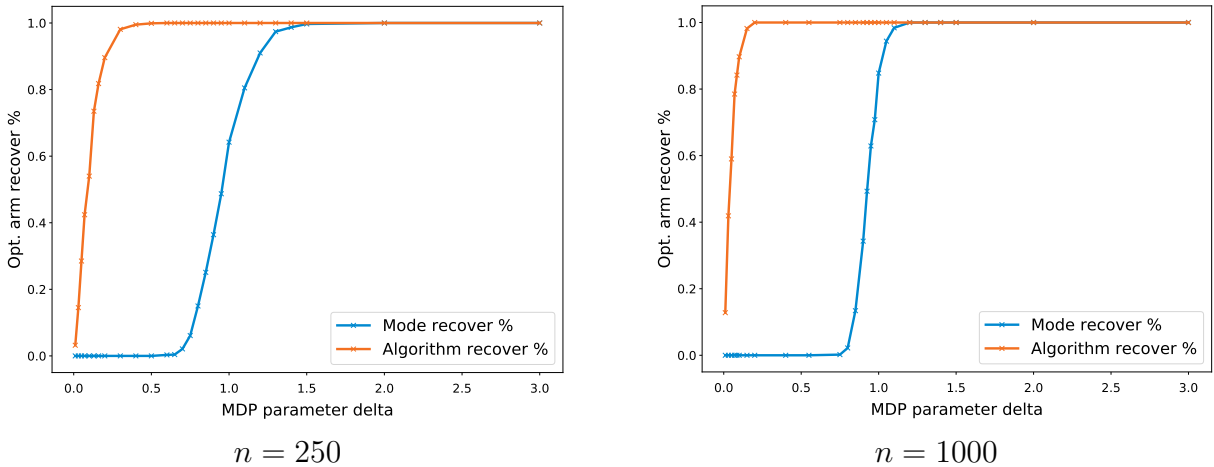 1.0
0.8
0.6
0.4
0.2
0.0
Opt. arm recover %
Mode recover %
Algorithm recover %
0.0 0.5 1.0 1.5 2.0 2.5 3.0
MDP parameter delta
n = 250
1.0
0.8
0.6
0.4
0.2
0.0
Opt. arm recover %
Mode recover %
Algorithm recover %
0.0 0.5 1.0 1.5 2.0 2.5 3.0
MDP parameter delta
n = 1000